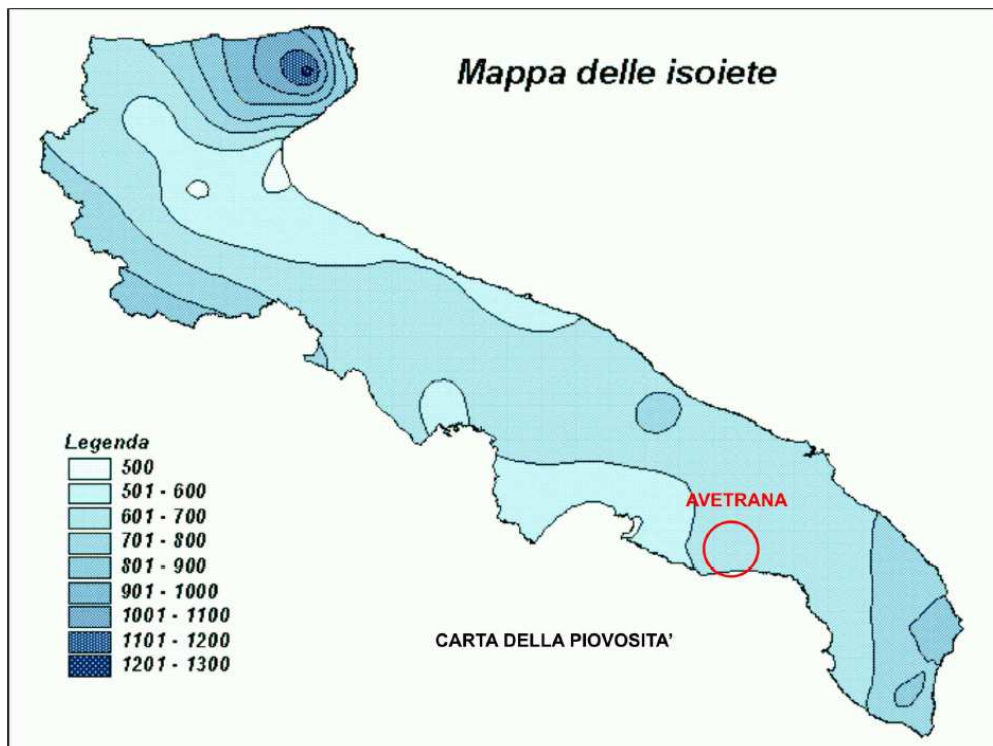 Mappa delle isoiete
Legenda
500
501 - 600
601 - 700
701 - 800
801 - 900
901 - 1000
1001 - 1100
1101 - 1200
1201 - 1300
AVETRANA
CARTA DELLA PIOVOSITA'